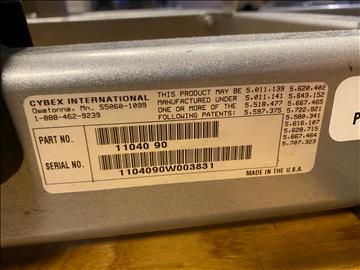 CYBEX INTERNATIONAL
Owatonna, Mn. 55060-1099
1-888-462-9239
THIS PRODUCT MAY BE
MANUFACTURED UNDER
ONE OR MORE OF THE
FOLLOWING PATENTS:
5.011.139
5.011.141
5.518.477
5.597.375
5.620.402
5.643.152
5.667.465
5.722.921
5.580.341
5.616.107
5.628.715
5.667.464
5.707.323
PART NO.
11040 90
SERIAL NO.
1104090W003831
MADE IN THE U.S.A.
P